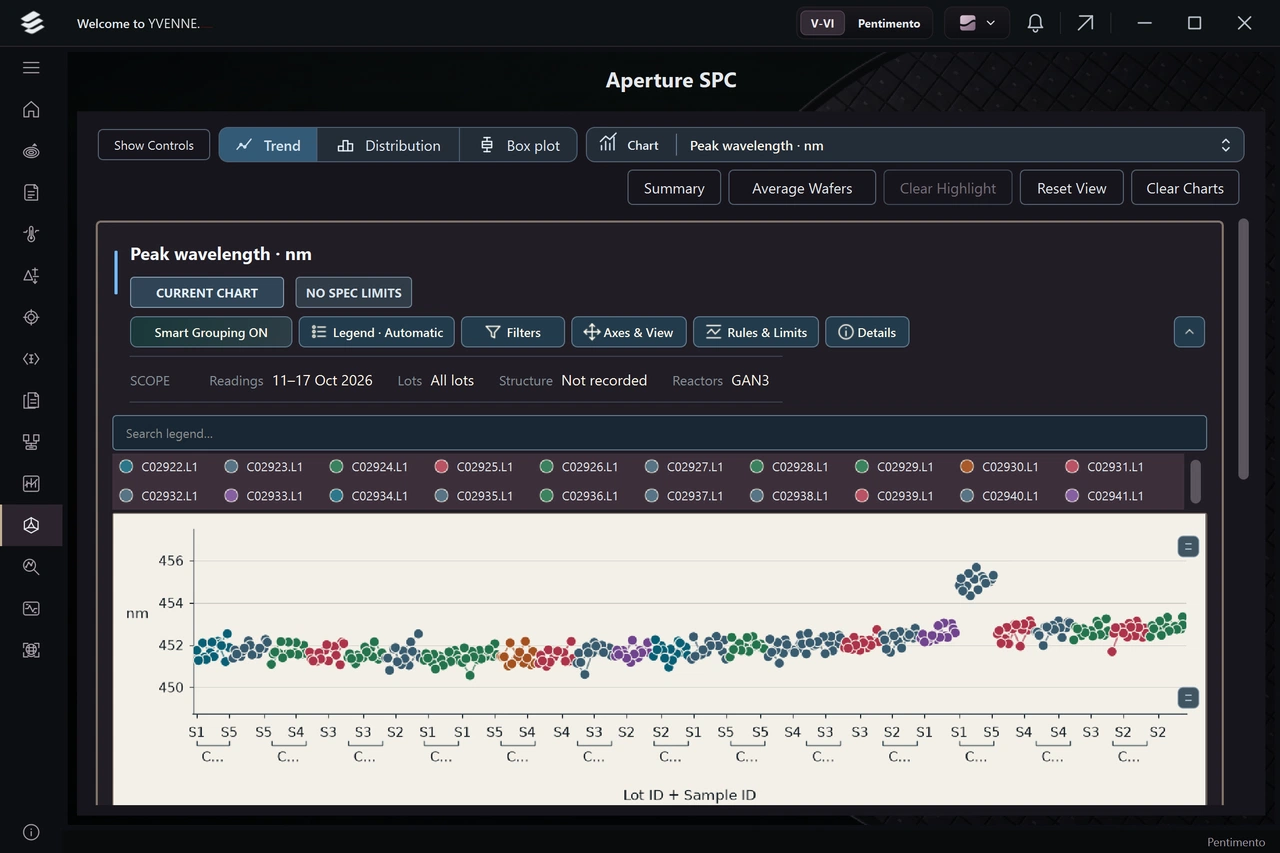 Welcome to YVENNE.
V-VI Pentimento
Aperture SPC
Show Controls Trend Distribution Box plot Chart Peak wavelength · nm
Summary Average Wafers Clear Highlight Reset View Clear Charts
Peak wavelength · nm
CURRENT CHART NO SPEC LIMITS
Smart Grouping ON Legend · Automatic Filters Axes & View Rules & Limits Details
SCOPE Readings 11–17 Oct 2026 Lots All lots Structure Not recorded Reactors GAN3
Search legend...
C02922.L1 C02923.L1 C02924.L1 C02925.L1 C02926.L1 C02927.L1 C02928.L1 C02929.L1 C02930.L1 C02931.L1
C02932.L1 C02933.L1 C02934.L1 C02935.L1 C02936.L1 C02937.L1 C02938.L1 C02939.L1 C02940.L1 C02941.L1
456
454
nm
452
450
S1 S5 S5 S4 S3 S3 S2 S1 S1 S5 S4 S3 S2 S2 S1 S5 S4 S3 S3 S2 S1 S1 S5 S4 S4 S3 S2 S2
C... C... C... C... C... C... C... C... C... C... C... C... C...
Lot ID + Sample ID
Pentimento